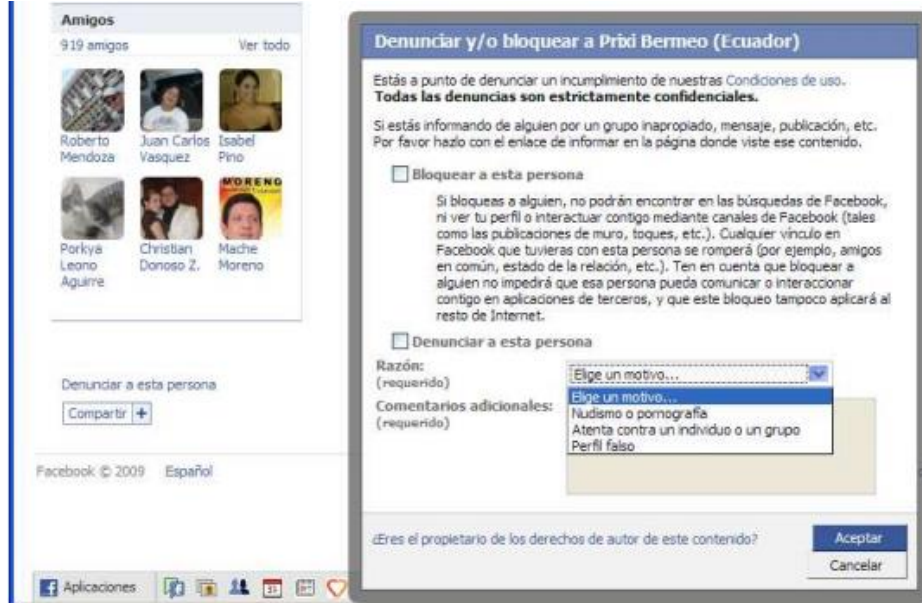 Amigos
919 amigos Ver todo
Roberto Mendoza
Juan Carlos Vasquez
Isabel Pino
MORENO
Porkya Leono Aguirre
Christian Donoso Z.
Mache Moreno
Denunciar a esta persona
Compartir +
Facebook © 2009 Español
Aplicaciones
31
Denunciar y/o bloquear a Prixi Bermeo (Ecuador)
Estás a punto de denunciar un incumplimiento de nuestras Condiciones de uso.
Todas las denuncias son estrictamente confidenciales.
Si estás informando de alguien por un grupo inapropiado, mensaje, publicación, etc.
Por favor hazlo con el enlace de informar en la página donde viste ese contenido.
Bloquear a esta persona
Si bloqueas a alguien, no podrán encontrar en las búsquedas de Facebook,
ni ver tu perfil o interactuar contigo mediante canales de Facebook (tales
como las publicaciones de muro, toques, etc.). Cualquier vínculo en
Facebook que tuvieras con esta persona se romperá (por ejemplo, amigos
en común, estado de la relación, etc.). Ten en cuenta que bloquear a
alguien no impedirá que esa persona pueda comunicar o interaccionar
contigo en aplicaciones de terceros, y que este bloqueo tampoco aplicará al
resto de Internet.
Denunciar a esta persona
Razón:
(requerido)
Elige un motivo...
Elige un motivo...
Nudismo o pornografía
Atenta contra un individuo o un grupo
Perfil falso
Comentarios adicionales:
(requerido)
¿Eres el propietario de los derechos de autor de este contenido?
Aceptar
Cancelar